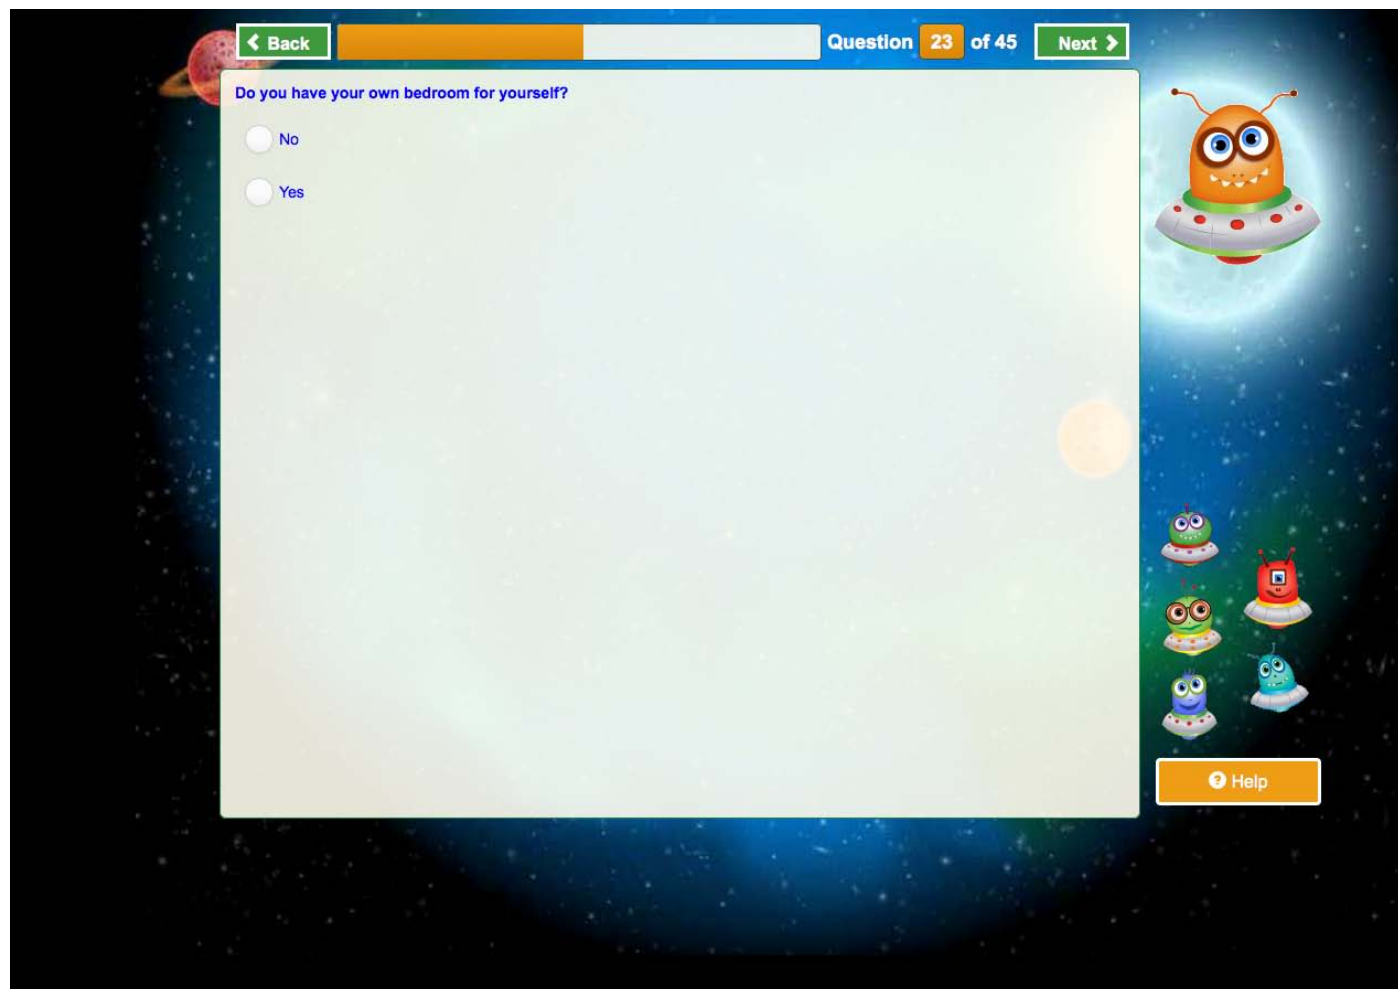 Back
Question 23 of 45
Next
Do you have your own bedroom for yourself?
No
Yes
Help